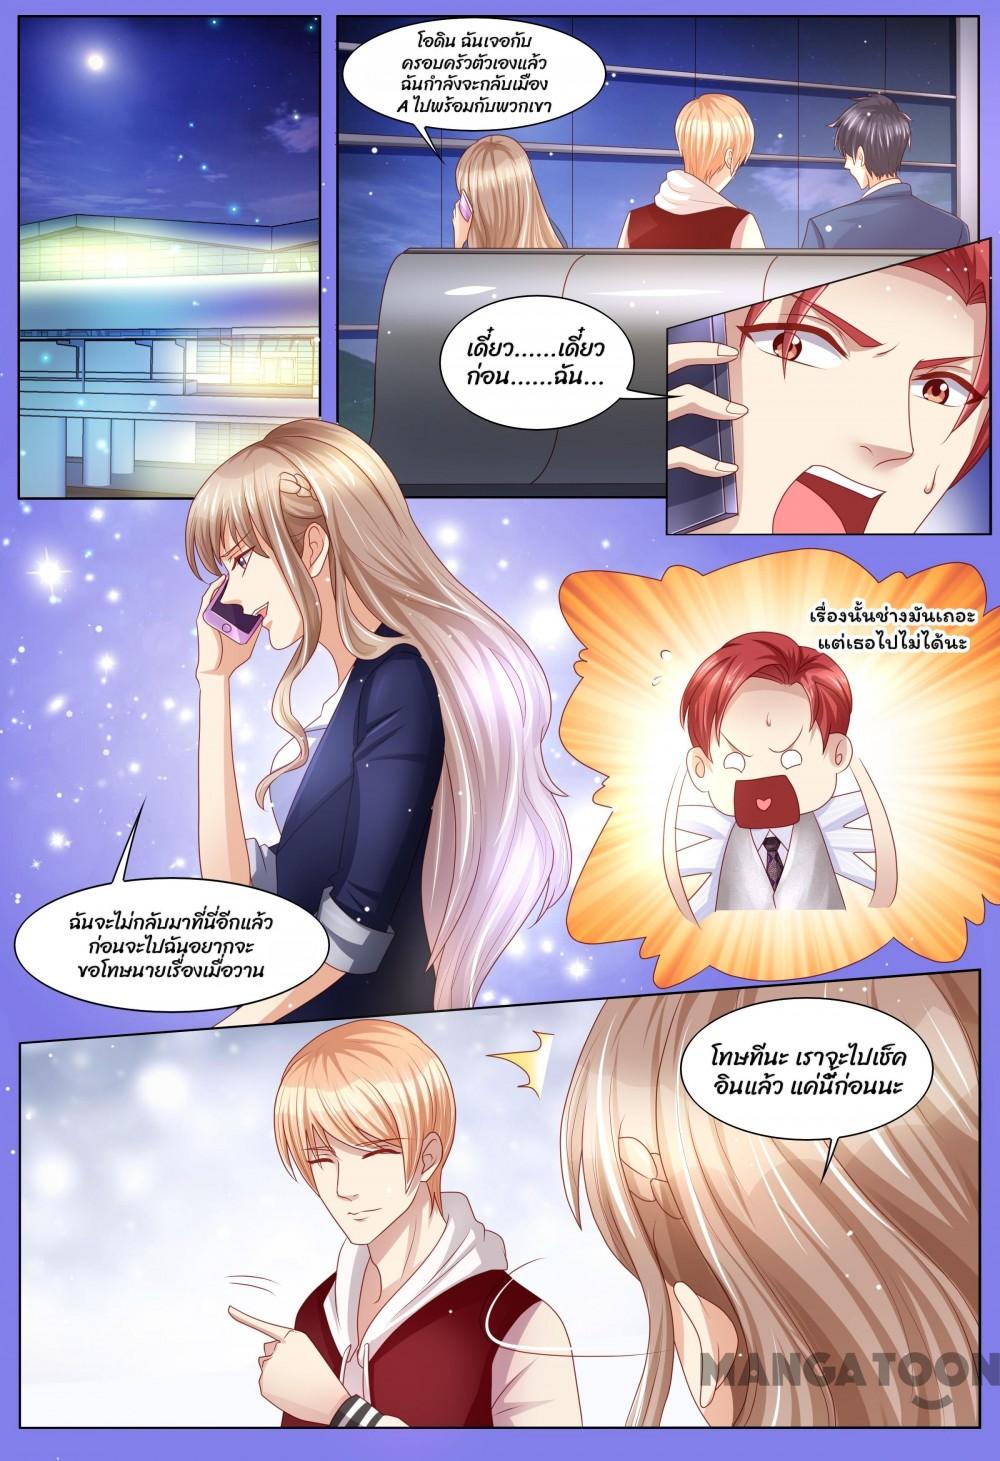 โอดิน ฉันเจอกับ
ครอบครัวตัวเองแล้ว
ฉันกำลังจะกลับเมือง
A ไปพร้อมกับพวกเขา
เดี๋ยว......เดี๋ยว
ก่อน......ฉัน...
เรื่องนั้นช่างมันเถอะ
แต่เธอไปไม่ได้นะ
ฉันจะไม่กลับมาที่นี่อีกแล้ว
ก่อนจะไปฉันอยากจะ
ขอโทษนายเรื่องเมื่อวาน
โทษทีนะ เราจะไปเช็ค
อินแล้ว แค่นี้ก่อนนะ
MANGATOON